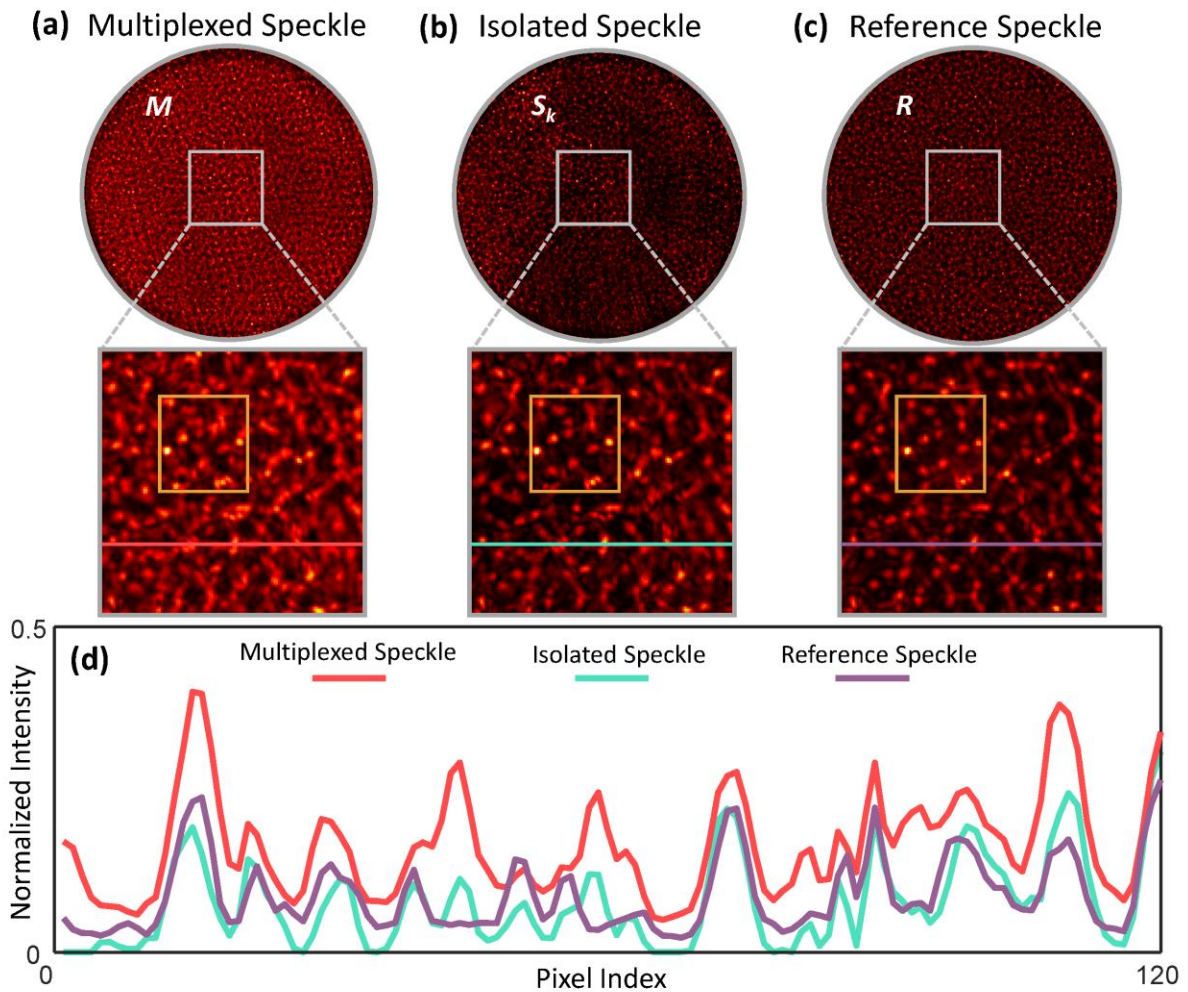 (a) Multiplexed Speckle
(b) Isolated Speckle
(c) Reference Speckle
M
Sk
R
0.5
(d)
Multiplexed Speckle
Isolated Speckle
Reference Speckle
Normalized Intensity
0
0
Pixel Index
120